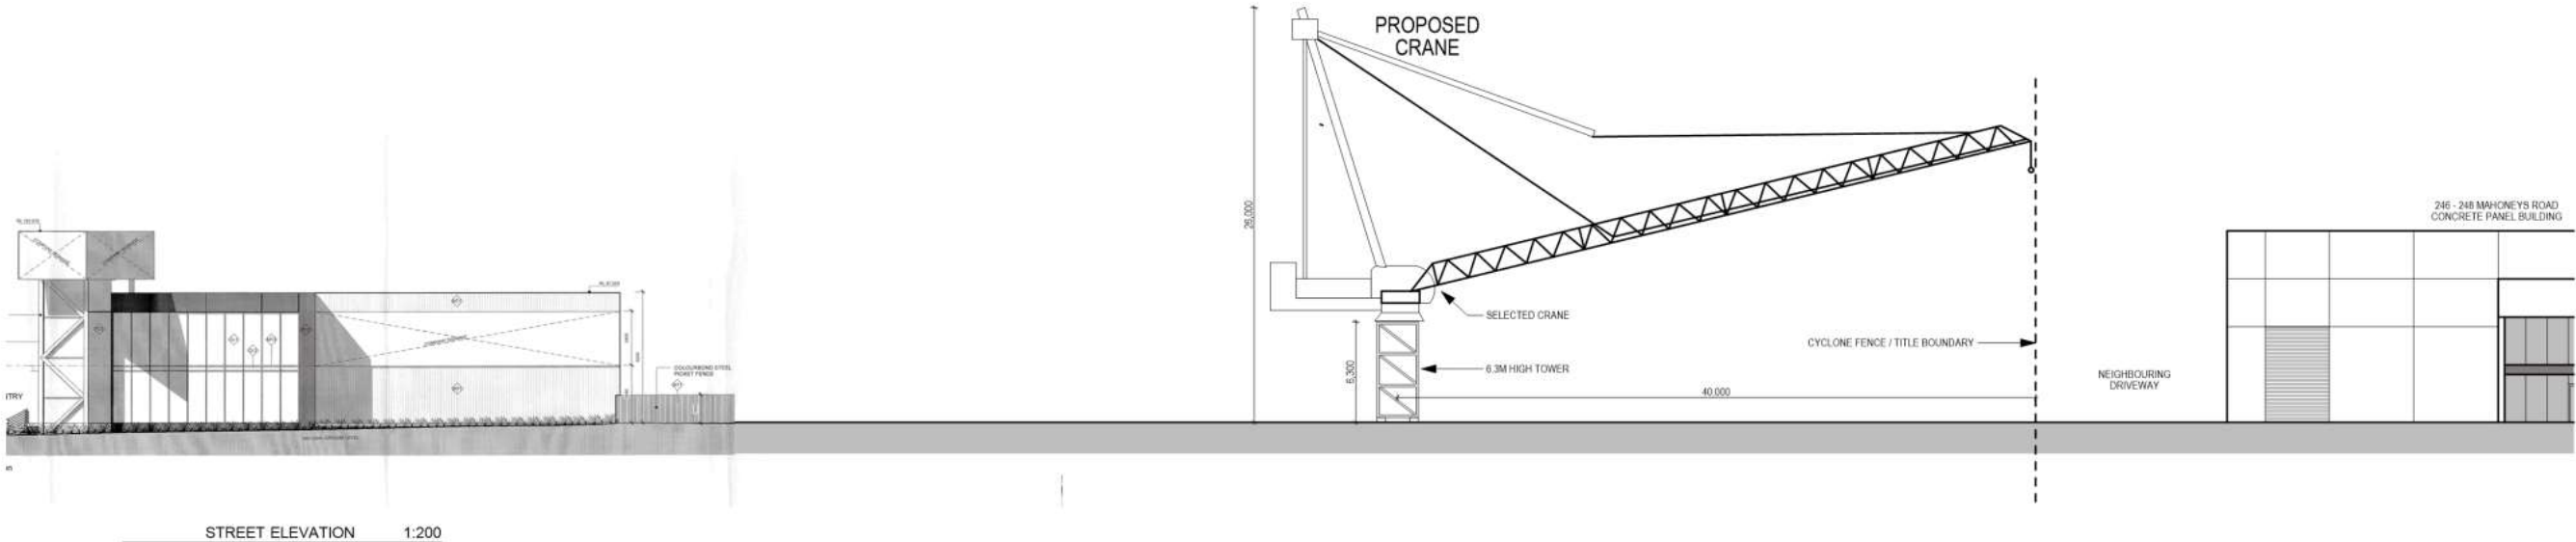 PROPOSED
CRANE
26,000
246 - 248 MAHONEYS ROAD
CONCRETE PANEL BUILDING
SELECTED CRANE
CYCLONE FENCE / TITLE BOUNDARY
6,300
6.3M HIGH TOWER
NEIGHBOURING
DRIVEWAY
40,000
COLOURBOND STEEL
PICKET FENCE
STREET ELEVATION 1:200